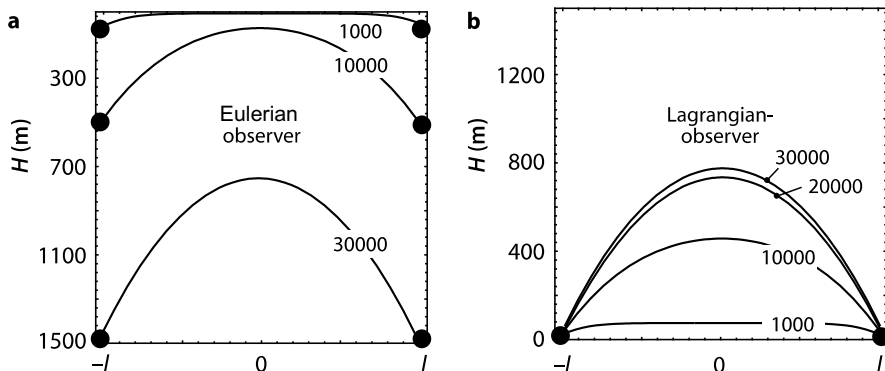 a
H (m)
300
700
1100
1500
–l
0
l
1000
10000
Eulerian
observer
30000
b
H (m)
1200
800
400
0
–l
0
l
Lagrangian-
observer
30000
20000
10000
1000